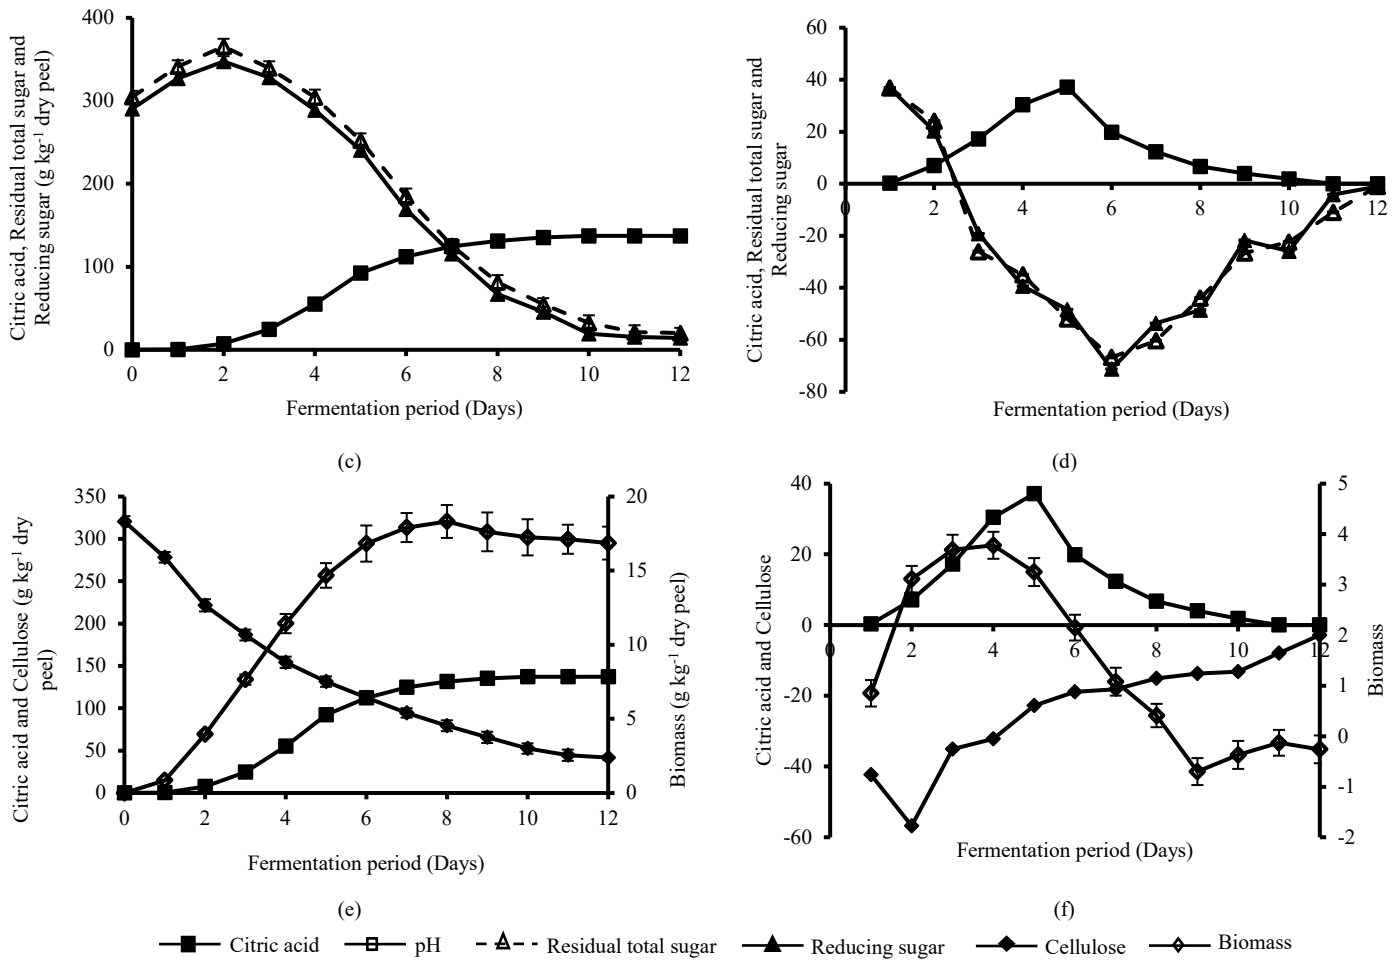 Citric acid, Residual total sugar and
Reducing sugar (g kg-1 dry peel)
400
300
200
100
0
0 2 4 6 8 10 12
Fermentation period (Days)
(c)
Citric acid, Residual total sugar and
Reducing sugar
60
40
20
0
-20
-40
-60
-80
0 2 4 6 8 10 12
Fermentation period (Days)
(d)
Citric acid and Cellulose (g kg-1 dry
peel)
350
300
250
200
150
100
50
0
0 2 4 6 8 10 12
20
15
10
5
0
Biomass (g kg-1 dry peel)
Fermentation period (Days)
(e)
Citric acid and Cellulose
40
20
0
-20
-40
-60
0 2 4 6 8 10 12
5
4
3
2
1
0
-1
-2
Biomass
Fermentation period (Days)
(f)
Citric acid pH Residual total sugar Reducing sugar Cellulose Biomass